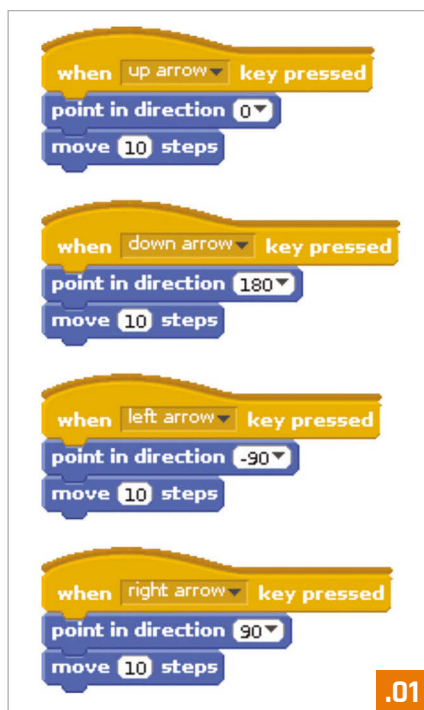 when up arrow key pressed
point in direction 0
move 10 steps
when down arrow key pressed
point in direction 180
move 10 steps
when left arrow key pressed
point in direction -90
move 10 steps
when right arrow key pressed
point in direction 90
move 10 steps
.01